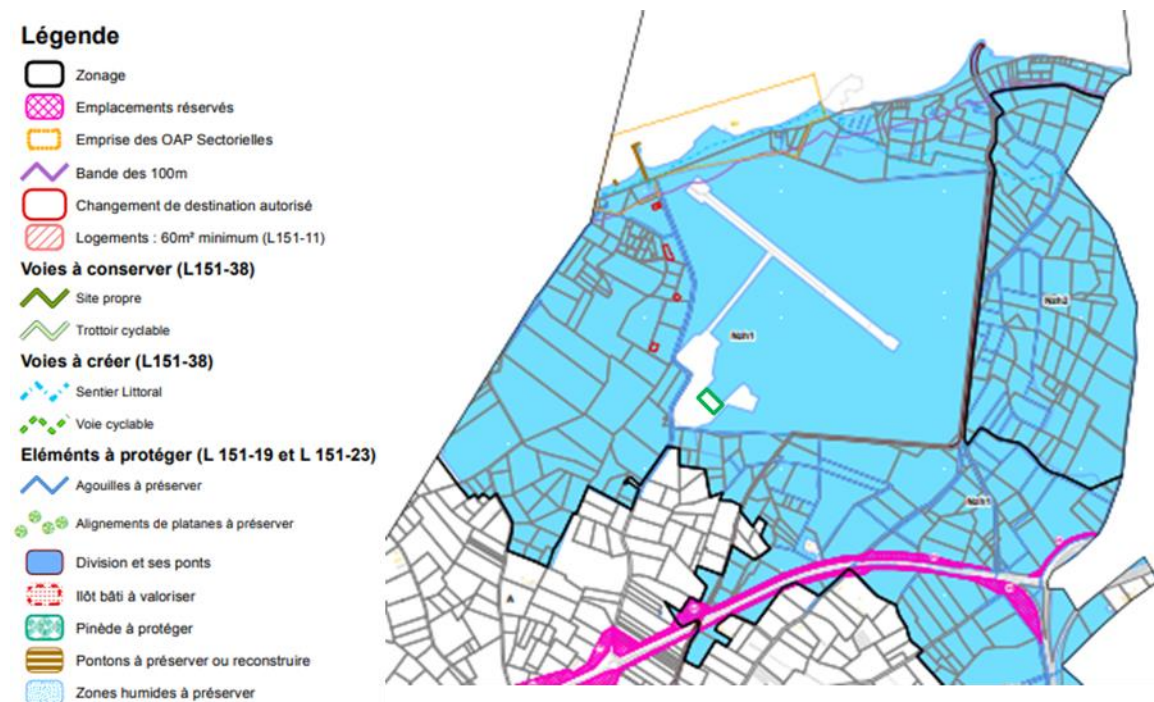 Légende
Zonage
Emplacements réservés
Emprise des OAP Sectorielles
Bande des 100m
Changement de destination autorisé
Logements : 60m² minimum (L151-11)
Voies à conserver (L151-38)
Site propre
Trottoir cyclable
Voies à créer (L151-38)
Sentier Littoral
Voie cyclable
Eléménts à protéger (L 151-19 et L 151-23)
Agouilles à préserver
Alignements de platanes à préserver
Division et ses ponts
Ilôt bâti à valoriser
Pinède à protéger
Pontons à préserver ou reconstruire
Zones humides à préserver
Nzh2
Nzh1
Nzh1
A